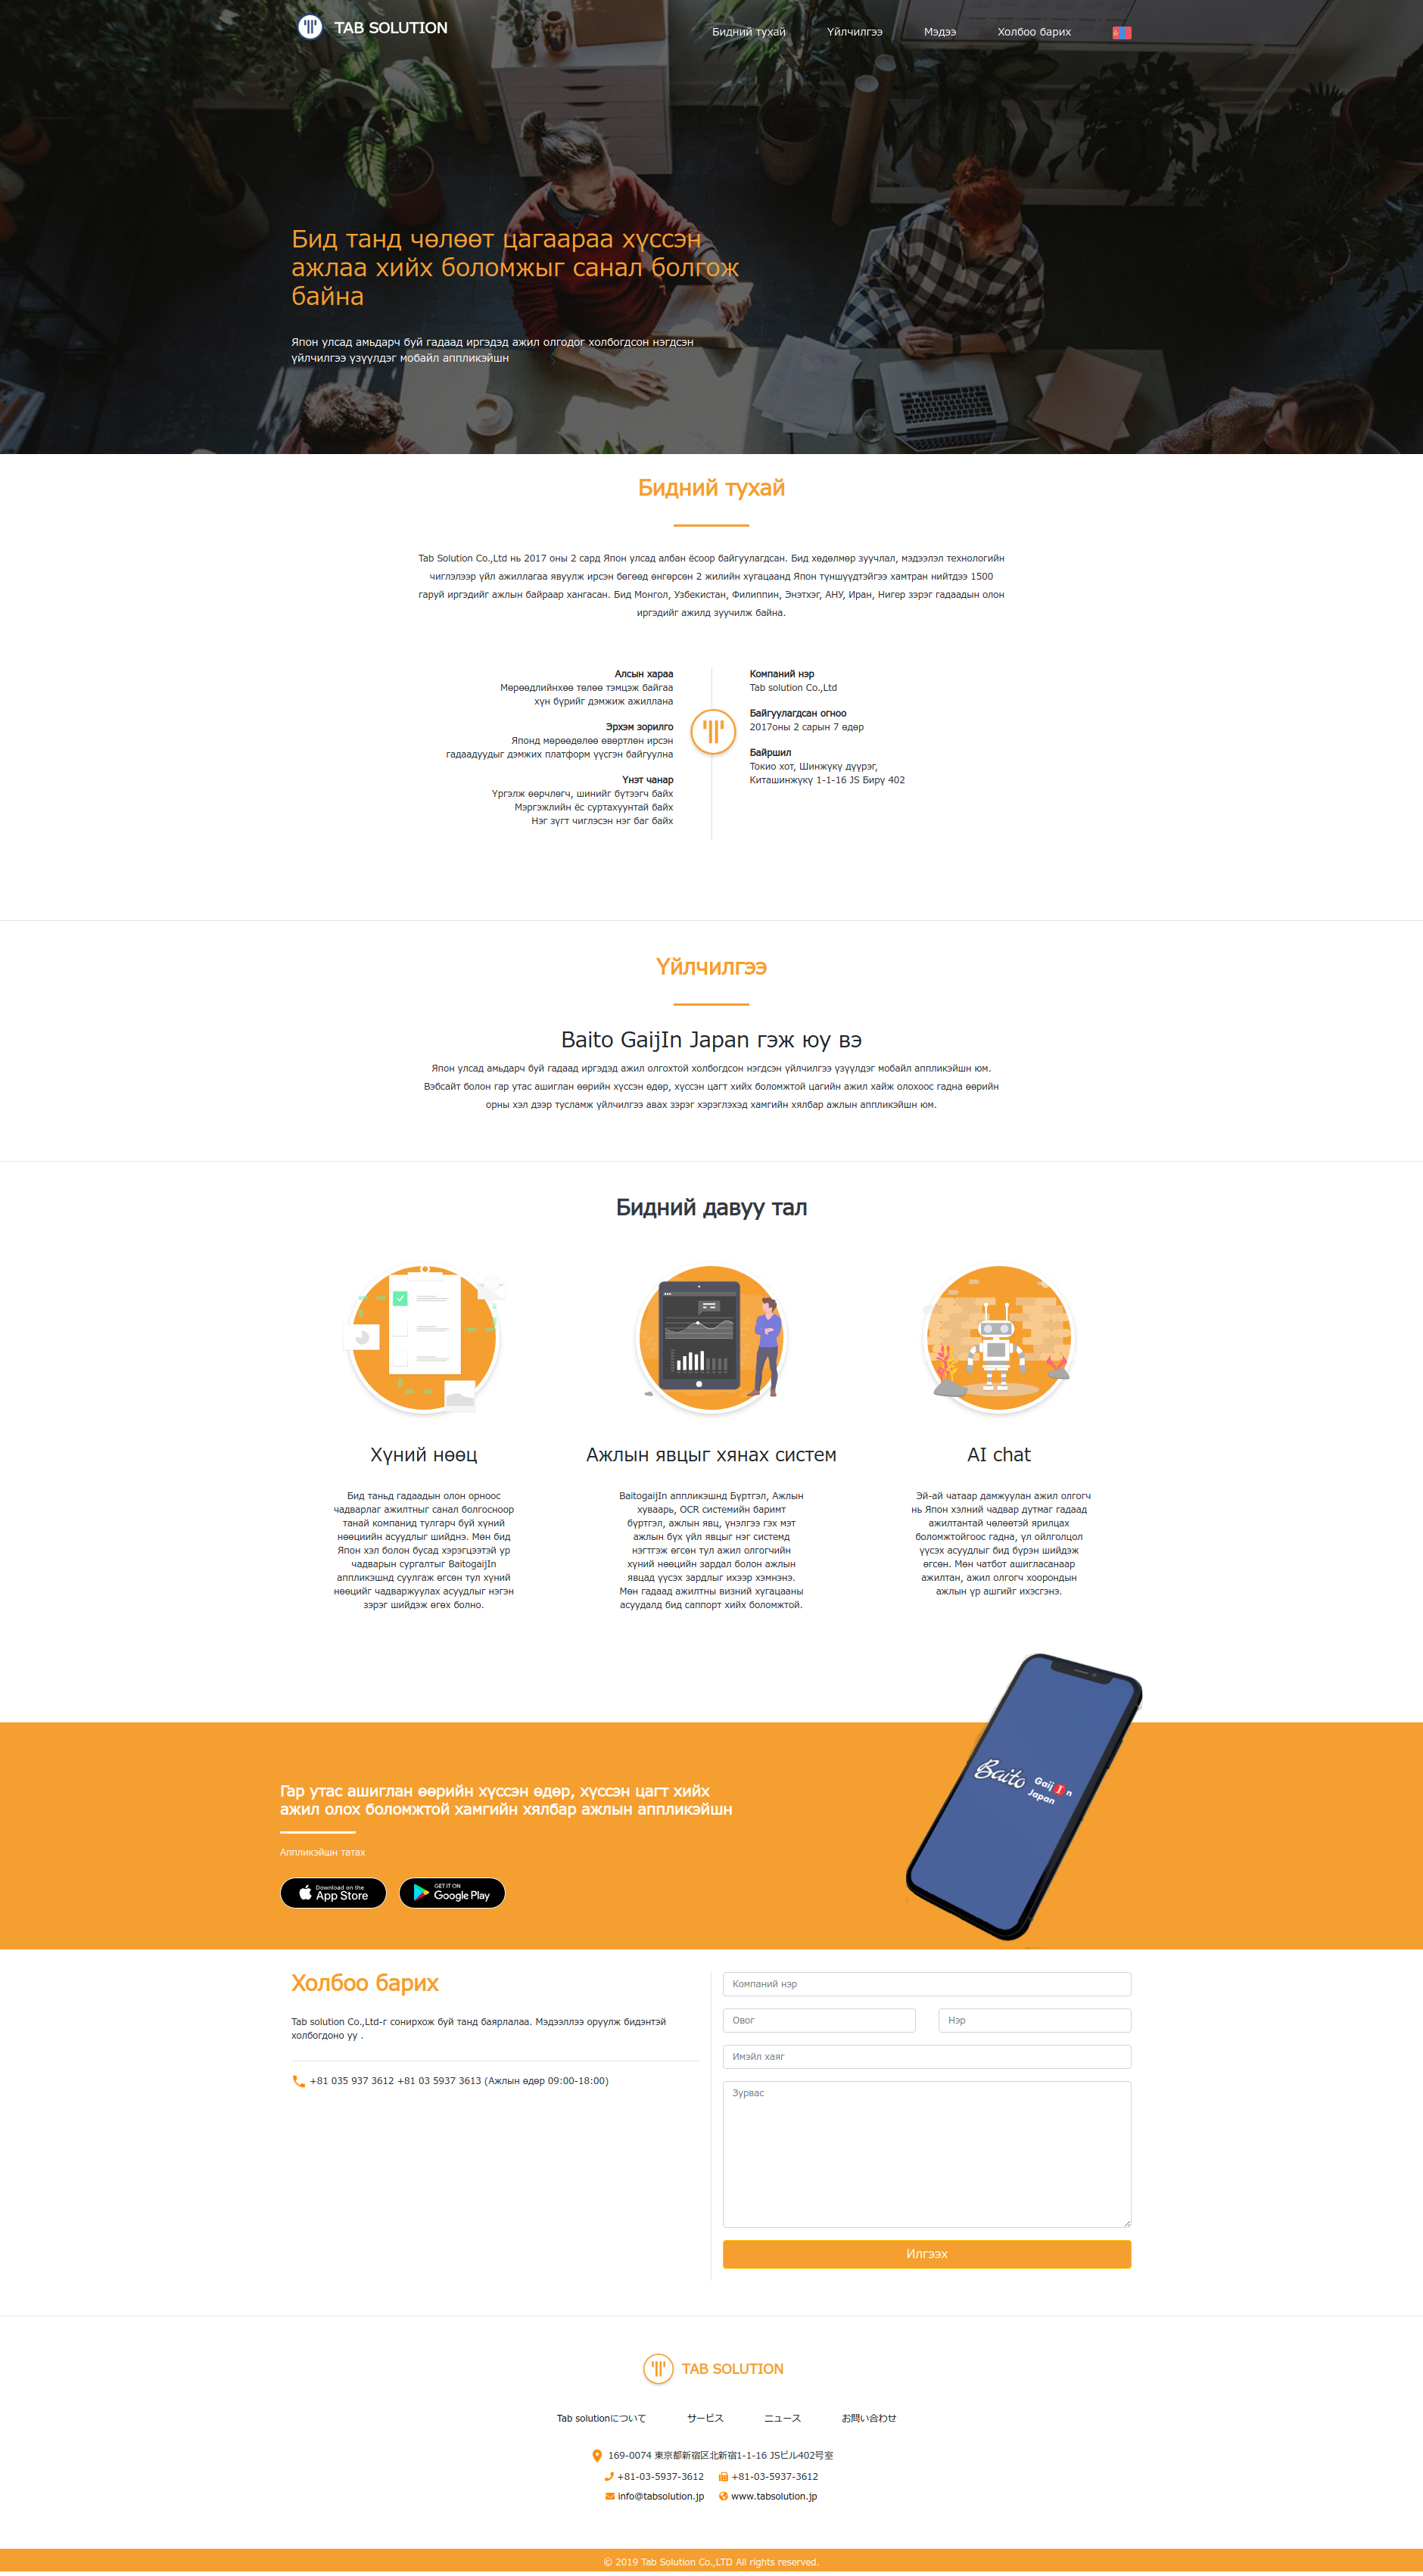 TAB SOLUTION
Бидний тухай Үйлчилгээ Мэдээ Холбоо барих
Бид танд чөлөөт цагаараа хүссэн
ажлаа хийх боломжыг санал болгож
байна
Япон улсад амьдарч буй гадаад иргэдэд ажил олгодог холбогдсон нэгдсэн
үйлчилгээ үзүүлдэг мобайл аппликэйшн
Бидний тухай
Tab Solution Co.,Ltd нь 2017 оны 2 сард Япон улсад албан ёсоор байгуулагдсан. Бид хөдөлмөр зуучлал, мэдээлэл технологийн
чиглэлээр үйл ажиллагаа явуулж ирсэн бөгөөд өнгөрсөн 2 жилийн хугацаанд Япон түншүүдтэйгээ хамтран нийтдээ 1500
гаруй иргэдийг ажлын байраар хангасан. Бид Монгол, Узбекистан, Филиппин, Энэтхэг, АНУ, Иран, Нигер зэрэг гадаадын олон
иргэдийг ажилд зуучилж байна.
Алсын хараа
Мөрөөдлийнхөө төлөө тэмцэж байгаа
хүн бүрийг дэмжиж ажиллана
Эрхэм зорилго
Японд мөрөөдөлөө өвөртлөн ирсэн
гадаадуудыг дэмжих платформ үүсгэн байгуулна
Үнэт чанар
Үргэлж өөрчлөгч, шинийг бүтээгч байх
Мэргэжлийн ёс суртахуунтай байх
Нэг зүгт чиглэсэн нэг баг байх
Компаний нэр
Tab solution Co.,Ltd
Байгуулагдсан огноо
2017оны 2 сарын 7 өдөр
Байршил
Токио хот, Шинжүкү дүүрэг,
Киташинжүкү 1-1-16 JS Бирү 402
Үйлчилгээ
Baito GaijIn Japan гэж юу вэ
Япон улсад амьдарч буй гадаад иргэдэд ажил олгохтой холбогдсон нэгдсэн үйлчилгээ үзүүлдэг мобайл аппликэйшн юм.
Вэбсайт болон гар утас ашиглан өөрийн хүссэн өдөр, хүссэн цагт хийх боломжтой цагийн ажил хайж олохоос гадна өөрийн
орны хэл дээр тусламж үйлчилгээ авах зэрэг хэрэглэхэд хамгийн хялбар ажлын аппликэйшн юм.
Бидний давуу тал
Хүний нөөц
Бид таньд гадаадын олон орноос
чадварлаг ажилтныг санал болгосноор
танай компанид тулгарч буй хүний
нөөцийн асуудлыг шийднэ. Мөн бид
Япон хэл болон бусад хэрэгцээтэй ур
чадварын сургалтыг BaitogaijIn
аппликэшнд суулгаж өгсөн тул хүний
нөөцийг чадваржуулах асуудлыг нэгэн
зэрэг шийдэж өгөх болно.
Ажлын явцыг хянах систем
BaitogaijIn аппликэшнд Бүртгэл, Ажлын
хуваарь, OCR системийн баримт
бүртгэл, ажлын явц, үнэлгээ гэх мэт
ажлын бүх үйл явцыг нэг системд
нэгтгэж өгсөн тул ажил олгогчийн
хүний нөөцийн зардал болон ажлын
явцад үүсэх зардлыг ихээр хэмнэнэ.
Мөн гадаад ажилтны визний хугацааны
асуудалд бид саппорт хийх боломжтой.
AI chat
Эй-ай чатаар дамжуулан ажил олгогч
нь Япон хэлний чадвар дутмаг гадаад
ажилтантай чөлөөтэй ярилцах
боломжтойгоос гадна, үл ойлголцол
үүсэх асуудлыг бид бүрэн шийдэж
өгсөн. Мөн чатбот ашигласанаар
ажилтан, ажил олгогч хоорондын
ажлын үр ашгийг ихэсгэнэ.
Baito Gaij I n
Japan
Гар утас ашиглан өөрийн хүссэн өдөр, хүссэн цагт хийх
ажил олох боломжтой хамгийн хялбар ажлын аппликэйшн
Аппликэйшн татах
Download on the
App Store
GET IT ON
Google Play
Холбоо барих
Tab solution Co.,Ltd-г сонирхож буй танд баярлалаа. Мэдээллээ оруулж бидэнтэй
холбогдоно уу .
+81 035 937 3612 +81 03 5937 3613 (Ажлын өдөр 09:00-18:00)
Компаний нэр
Овог Нэр
Имэйл хаяг
Зурвас
Илгээх
TAB SOLUTION
Tab solutionについて サービス ニュース お問い合わせ
169-0074 東京都新宿区北新宿1-1-16 JSビル402号室
+81-03-5937-3612 +81-03-5937-3612
info@tabsolution.jp www.tabsolution.jp
© 2019 Tab Solution Co.,LTD All rights reserved.